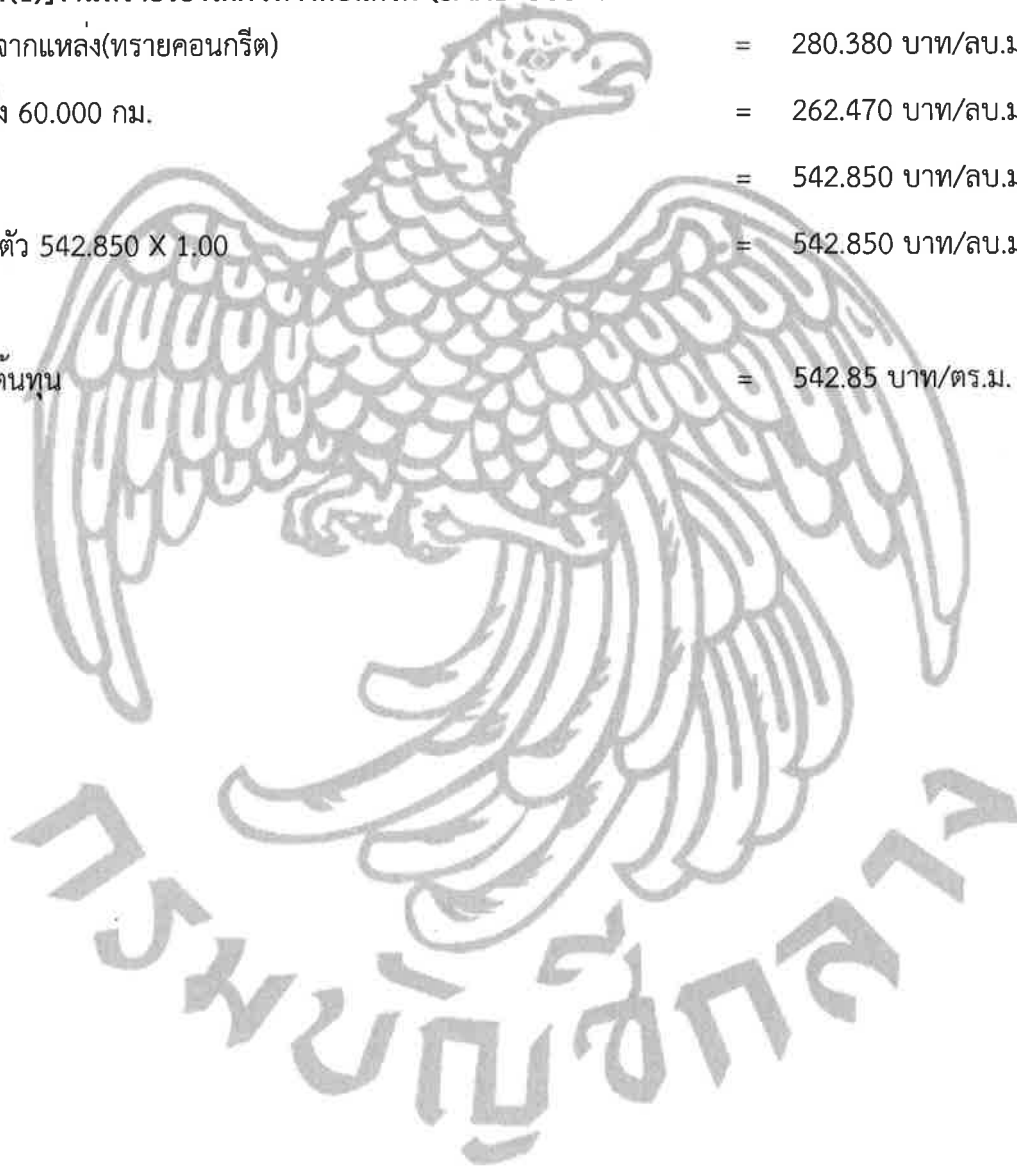 จากแหล่ง(ทรายคอนกรีต) = 280.380 บาท/ลบ.ม
60.000 กม. = 262.470 บาท/ลบ.ม
= 542.850 บาท/ลบ.ม
ตัว 542.850 X 1.00 = 542.850 บาท/ลบ.ม
ต้นทุน = 542.85 บาท/ตร.ม.
กรมบัญชีกลาง